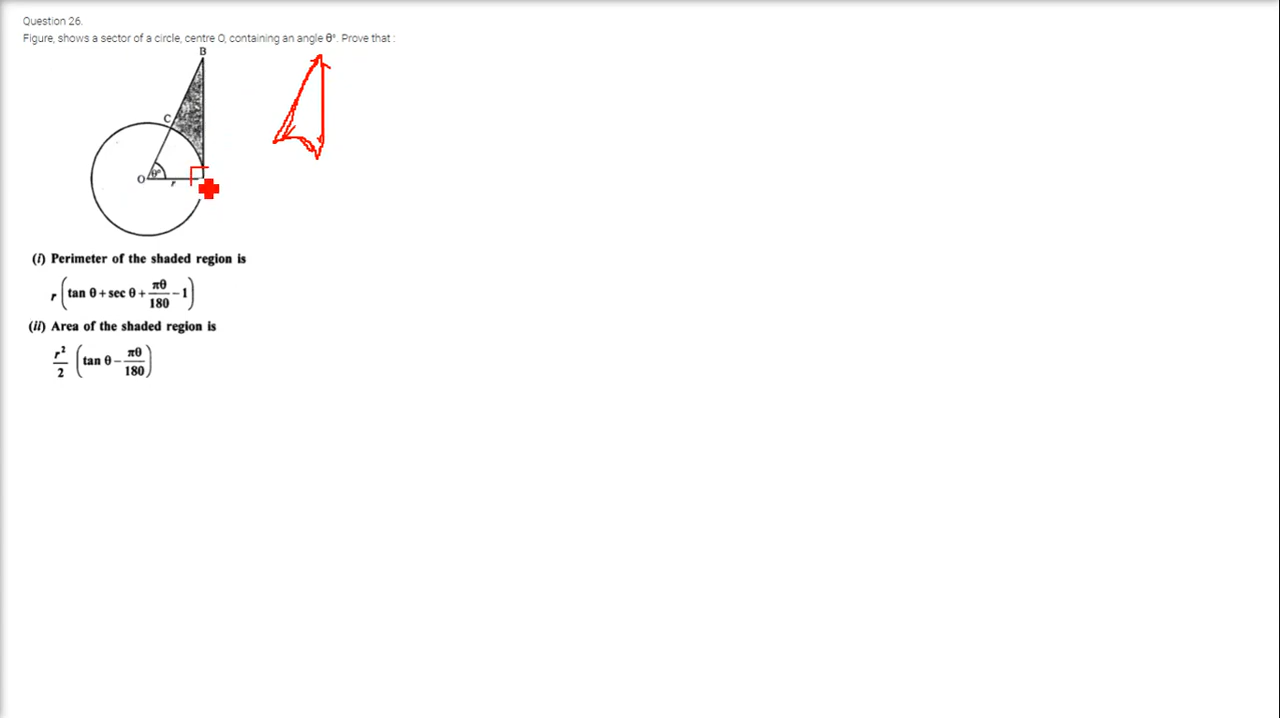 Question 26.
Figure, shows a sector of a circle, centre O, containing an angle θ°. Prove that :
B
C
O θ°
r
(i) Perimeter of the shaded region is
r (tan θ + sec θ + πθ/180 − 1)
(ii) Area of the shaded region is
r²/2 (tan θ − πθ/180)